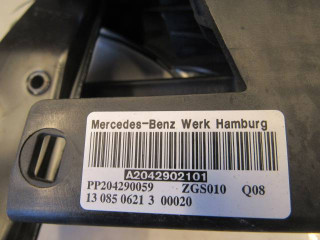 Mercedes-Benz Werk Hamburg
A2042902101
PP204290059 ZGS010 Q08
13 085 0621 3 00020